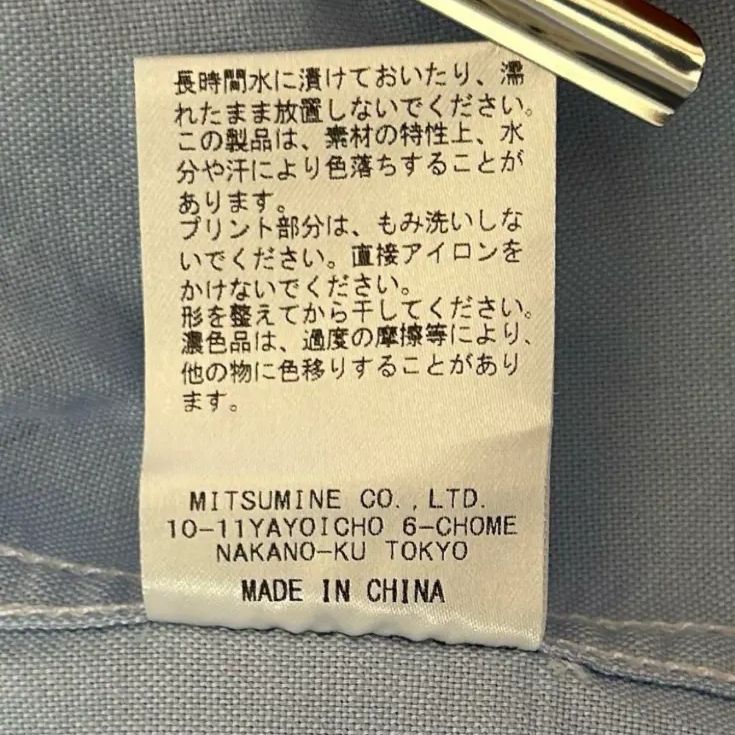 長時間水に漬けておいたり、濡
れたまま放置しないでください。
この製品は、素材の特性上、水
分や汗により色落ちすることが
あります。
プリント部分は、もみ洗いしな
いでください。直接アイロンを
かけないでください。
形を整えてから干してください。
濃色品は、過度の摩擦等により、
他の物に色移りすることがあり
ます。
MITSUMINE CO.,LTD.
10-11YAYOICHO 6-CHOME
NAKANO-KU TOKYO
MADE IN CHINA